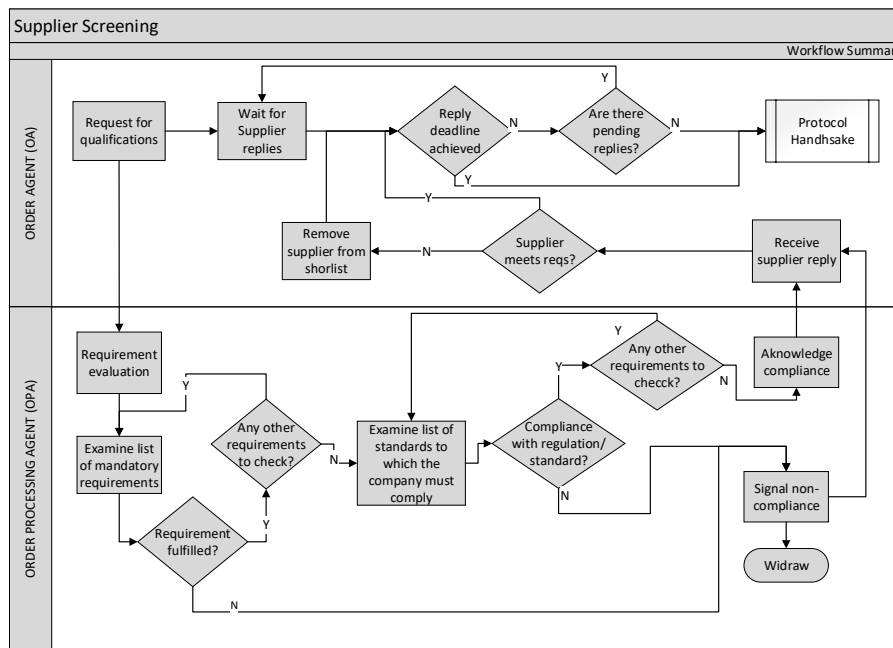 Supplier Screening
Workflow Summar
ORDER AGENT (OA)
Request for
qualifications
Wait for
Supplier
replies
Reply
deadline
achieved
N
Y
Are there
pending
replies?
Y
N
Protocol
Handhsake
Y
Remove
supplier from
shorlist
N
Supplier
meets reqs?
Receive
supplier reply
ORDER PROCESSING AGENT (OPA)
Requirement
evaluation
Examine list
of mandatory
requirements
Requirement
fulfilled?
Y
N
Any other
requirements
to check?
Y
N
Examine list of
standards to
which the
company must
comply
Compliance
with regulation/
standard?
Y
N
Any other
requirements to
checck?
Y
N
Aknowledge
compliance
Signal non-
compliance
Widraw